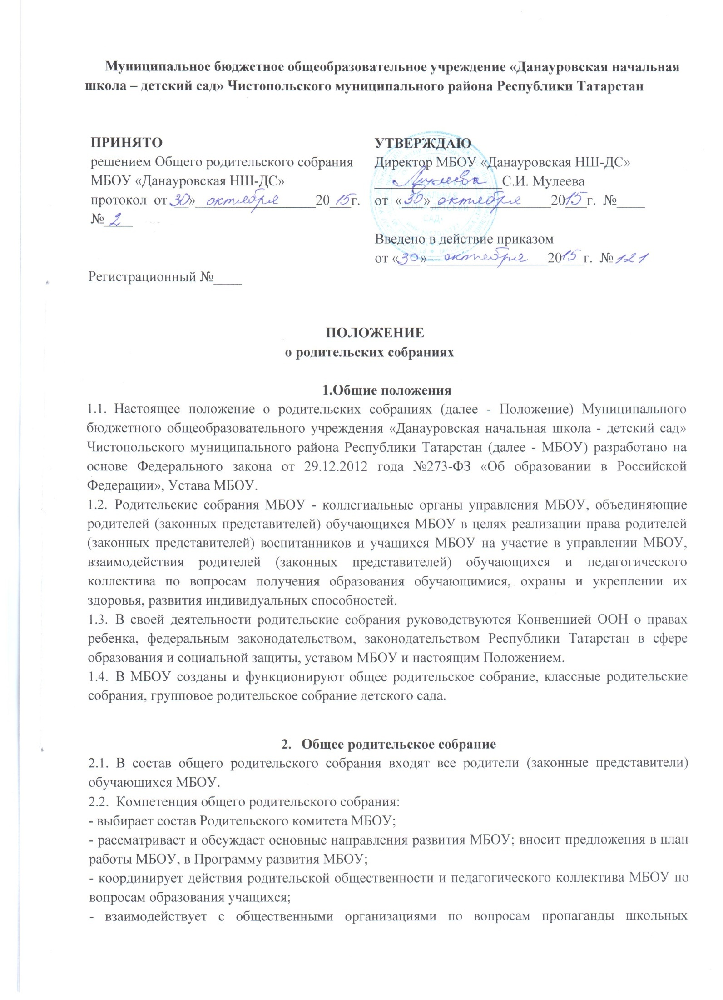 Муниципальное бюджетное общеобразовательное учреждение «Данауровская начальная
школа – детский сад» Чистопольского муниципального района Республики Татарстан
ПРИНЯТО
решением Общего родительского собрания
МБОУ «Данауровская НШ-ДС»
протокол от 30» октября 20 15г.
№ 2
УТВЕРЖДАЮ
Директор МБОУ «Данауровская НШ-ДС»
Мулеева С.И. Мулеева
от «30» октября 2015г. №____
Введено в действие приказом
от «30» октября 2015 г. №121
Регистрационный №____
ПОЛОЖЕНИЕ
о родительских собраниях
1.Общие положения
1.1. Настоящее положение о родительских собраниях (далее - Положение) Муниципального
бюджетного общеобразовательного учреждения «Данауровская начальная школа - детский сад»
Чистопольского муниципального района Республики Татарстан (далее - МБОУ) разработано на
основе Федерального закона от 29.12.2012 года №273-ФЗ «Об образовании в Российской
Федерации», Устава МБОУ.
1.2. Родительские собрания МБОУ - коллегиальные органы управления МБОУ, объединяющие
родителей (законных представителей) обучающихся МБОУ в целях реализации права родителей
(законных представителей) воспитанников и учащихся МБОУ на участие в управлении МБОУ,
взаимодействия родителей (законных представителей) обучающихся и педагогического
коллектива по вопросам получения образования обучающимися, охраны и укреплении их
здоровья, развития индивидуальных способностей.
1.3. В своей деятельности родительские собрания руководствуются Конвенцией ООН о правах
ребенка, федеральным законодательством, законодательством Республики Татарстан в сфере
образования и социальной защиты, уставом МБОУ и настоящим Положением.
1.4. В МБОУ созданы и функционируют общее родительское собрание, классные родительские
собрания, групповое родительское собрание детского сада.
2. Общее родительское собрание
2.1. В состав общего родительского собрания входят все родители (законные представители)
обучающихся МБОУ.
2.2. Компетенция общего родительского собрания:
- выбирает состав Родительского комитета МБОУ;
- рассматривает и обсуждает основные направления развития МБОУ; вносит предложения в план
работы МБОУ, в Программу развития МБОУ;
- координирует действия родительской общественности и педагогического коллектива МБОУ по
вопросам образования учащихся;
- взаимодействует с общественными организациями по вопросам пропаганды школьных